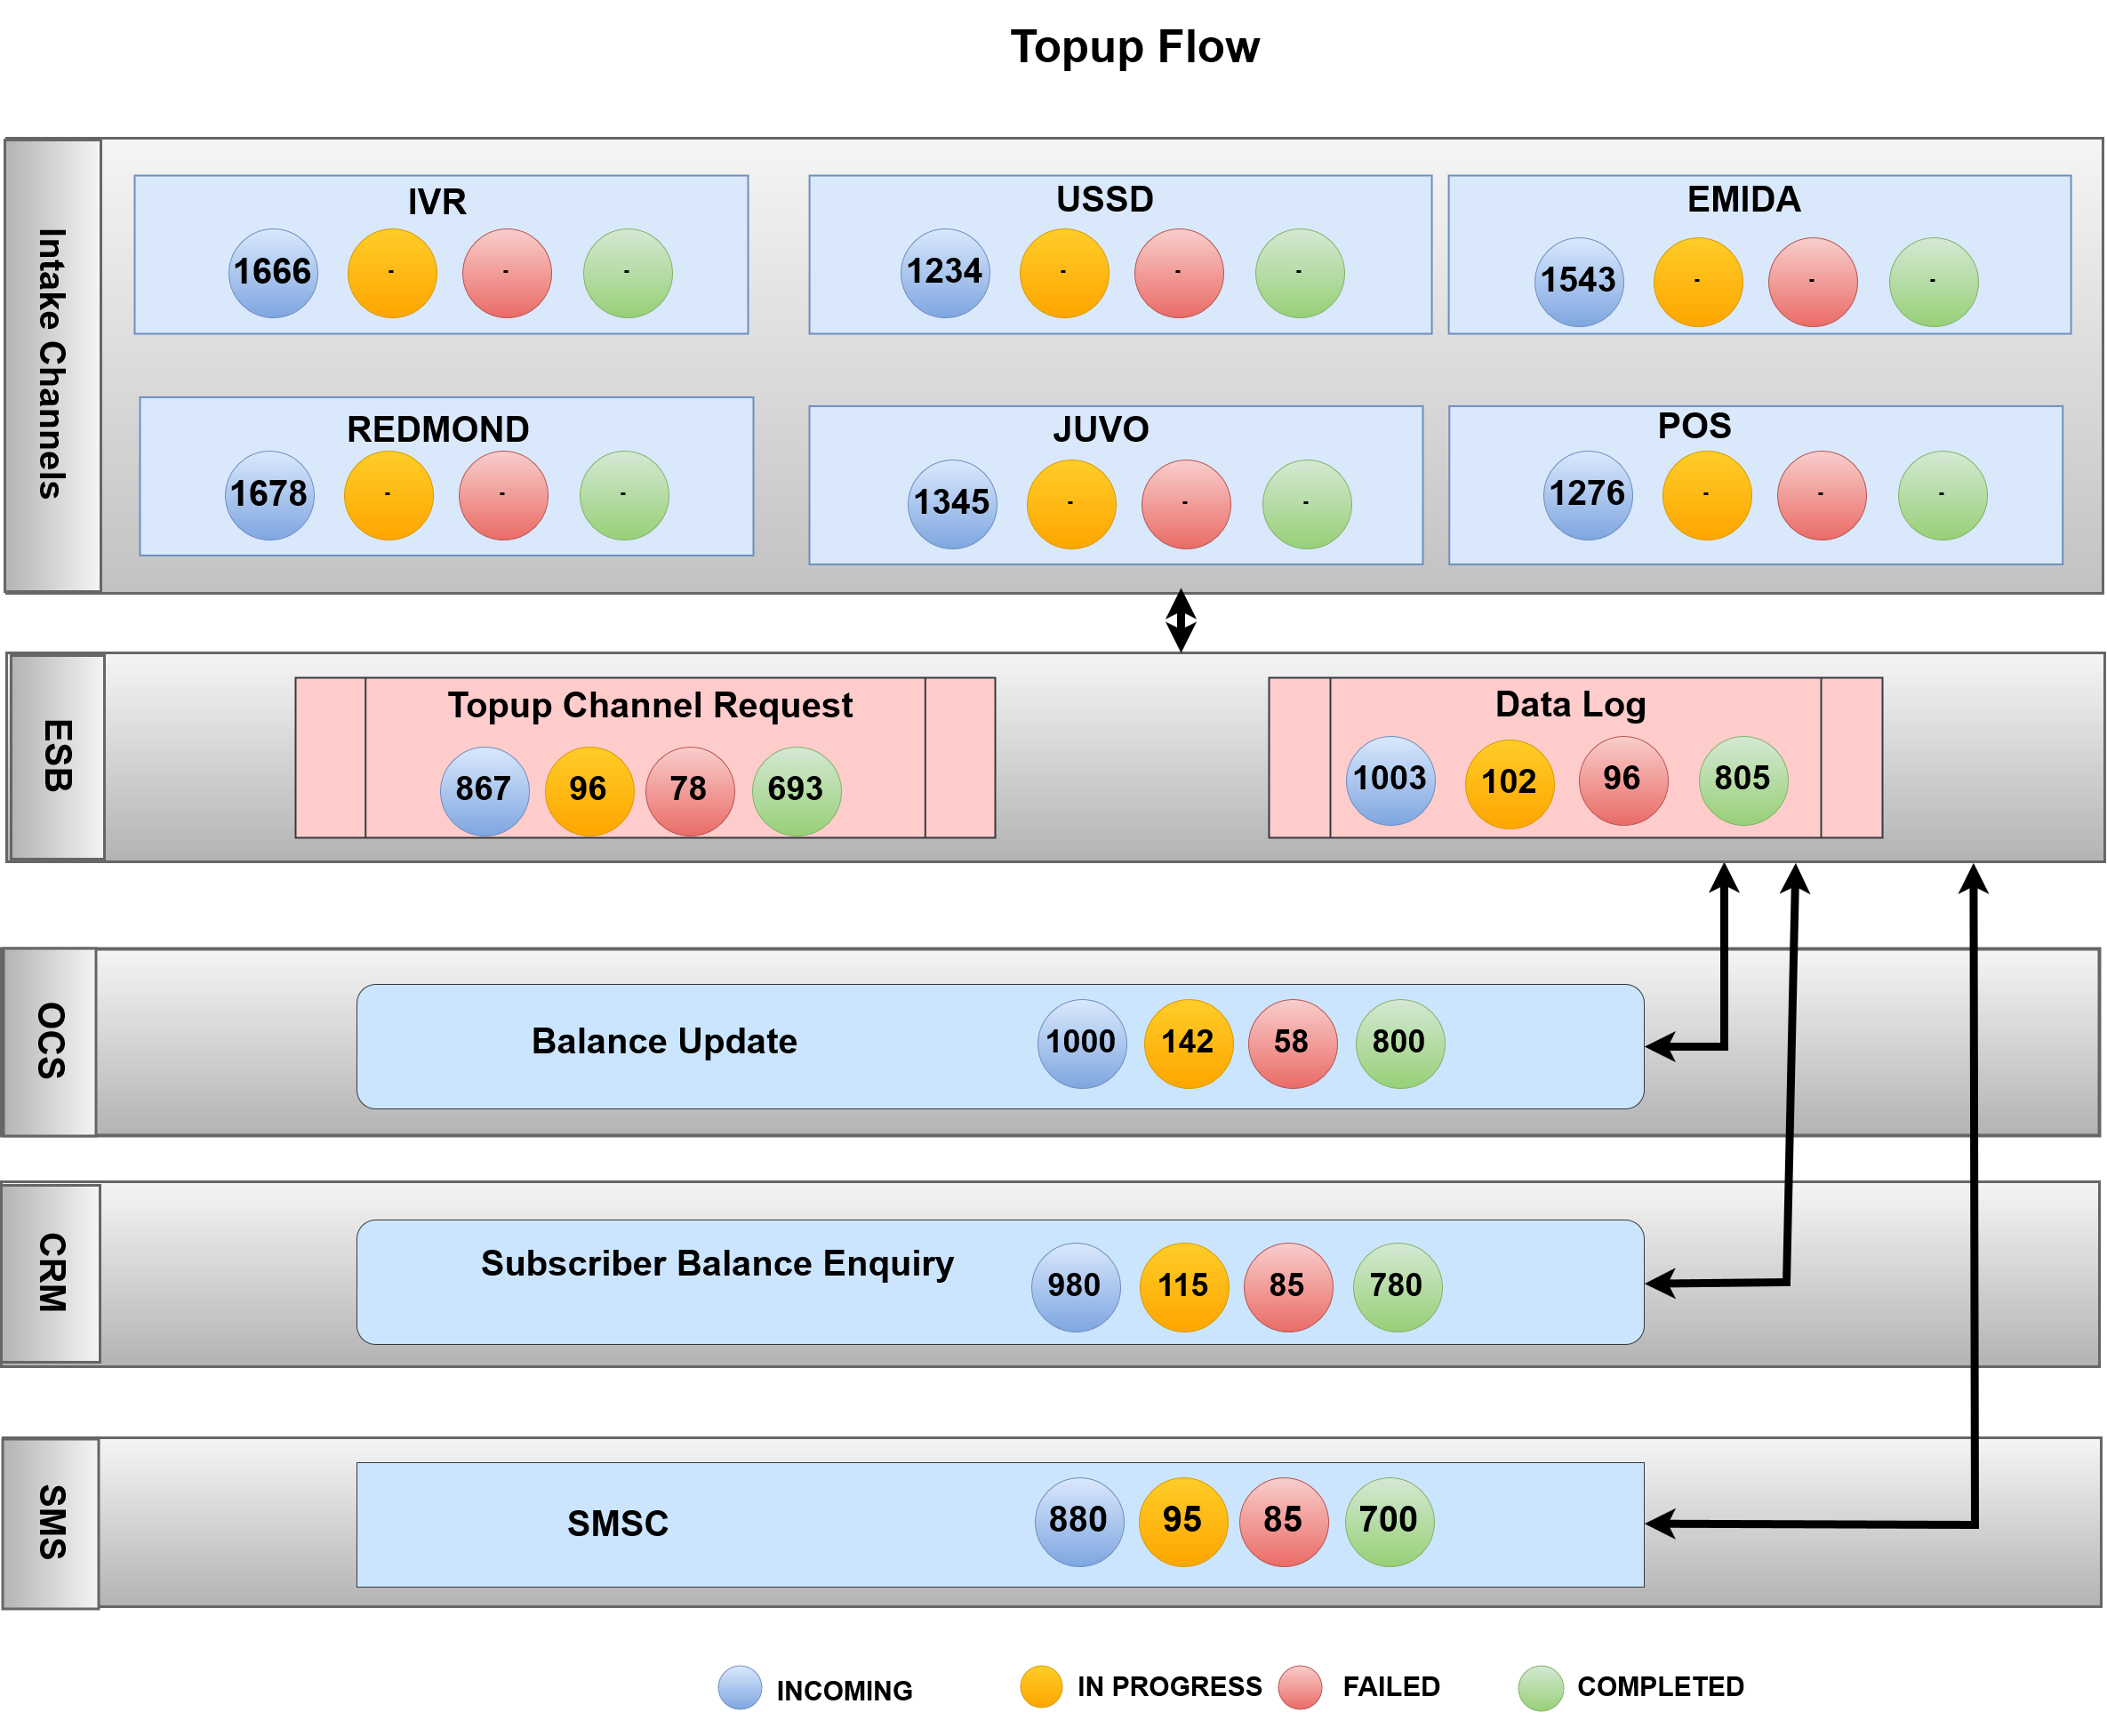 Topup Flow
Intake Channels
IVR
1666 - - -
USSD
1234 - - -
EMIDA
1543 - - -
REDMOND
1678 - - -
JUVO
1345 - - -
POS
1276 - - -
ESB
Topup Channel Request
867 96 78 693
Data Log
1003 102 96 805
OCS
Balance Update 1000 142 58 800
CRM
Subscriber Balance Enquiry 980 115 85 780
SMS
SMSC 880 95 85 700
INCOMING IN PROGRESS FAILED COMPLETED